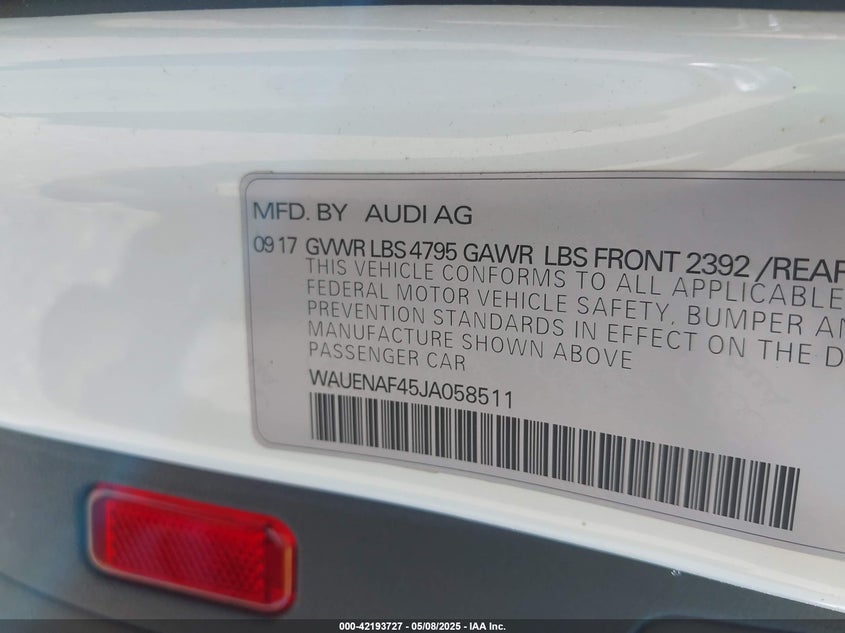 MFD. BY AUDI AG
09 17 GVWR LBS 4795 GAWR LBS FRONT 2392 /REAR
THIS VEHICLE CONFORMS TO ALL APPLICABLE
FEDERAL MOTOR VEHICLE SAFETY, BUMPER AN
PREVENTION STANDARDS IN EFFECT ON THE D
MANUFACTURE SHOWN ABOVE
PASSENGER CAR
WAUENAF45JA058511
000-42193727 - 05/08/2025 - IAA Inc.